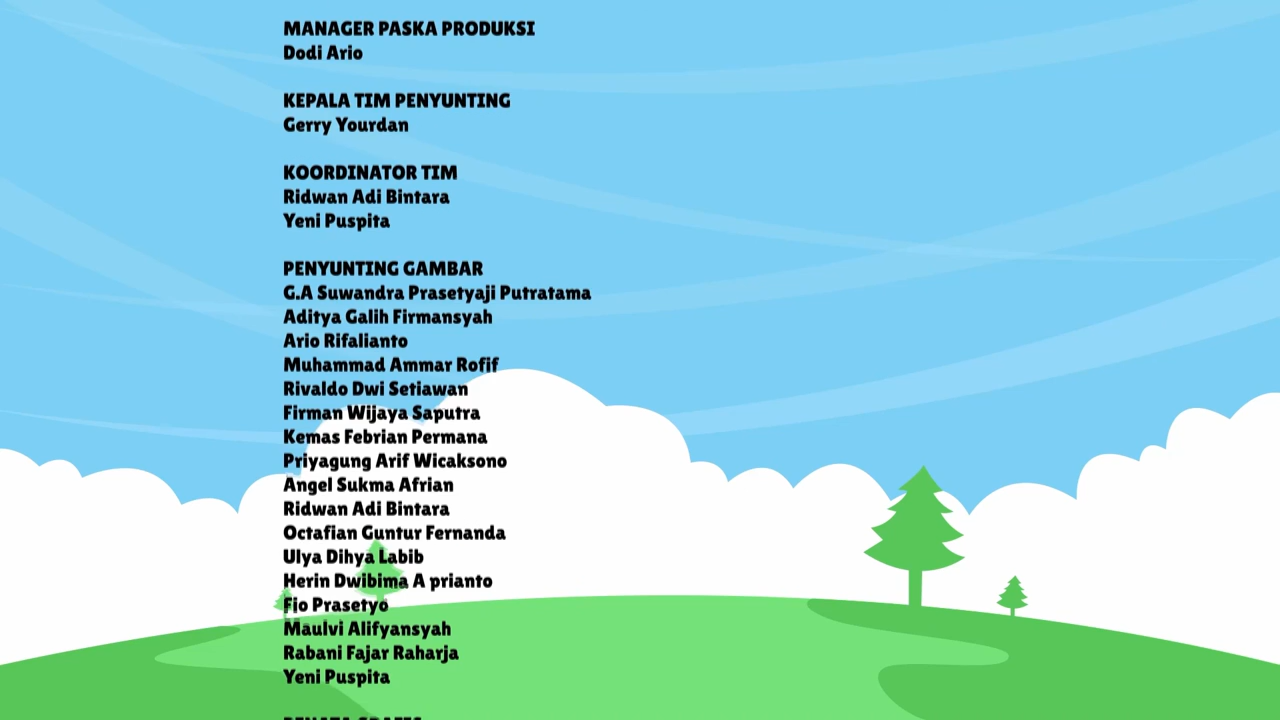 MANAGER PASKA PRODUKSI
Dodi Ario
KEPALA TIM PENYUNTING
Gerry Yourdan
KOORDINATOR TIM
Ridwan Adi Bintara
Yeni Puspita
PENYUNTING GAMBAR
G.A Suwandra Prasetyaji Putratama
Aditya Galih Firmansyah
Ario Rifalianto
Muhammad Ammar Rofif
Rivaldo Dwi Setiawan
Firman Wijaya Saputra
Kemas Febrian Permana
Priyagung Arif Wicaksono
Angel Sukma Afrian
Ridwan Adi Bintara
Octafian Guntur Fernanda
Ulya Dihya Labib
Herin Dwibima A prianto
Fio Prasetyo
Maulvi Alifyansyah
Rabani Fajar Raharja
Yeni Puspita